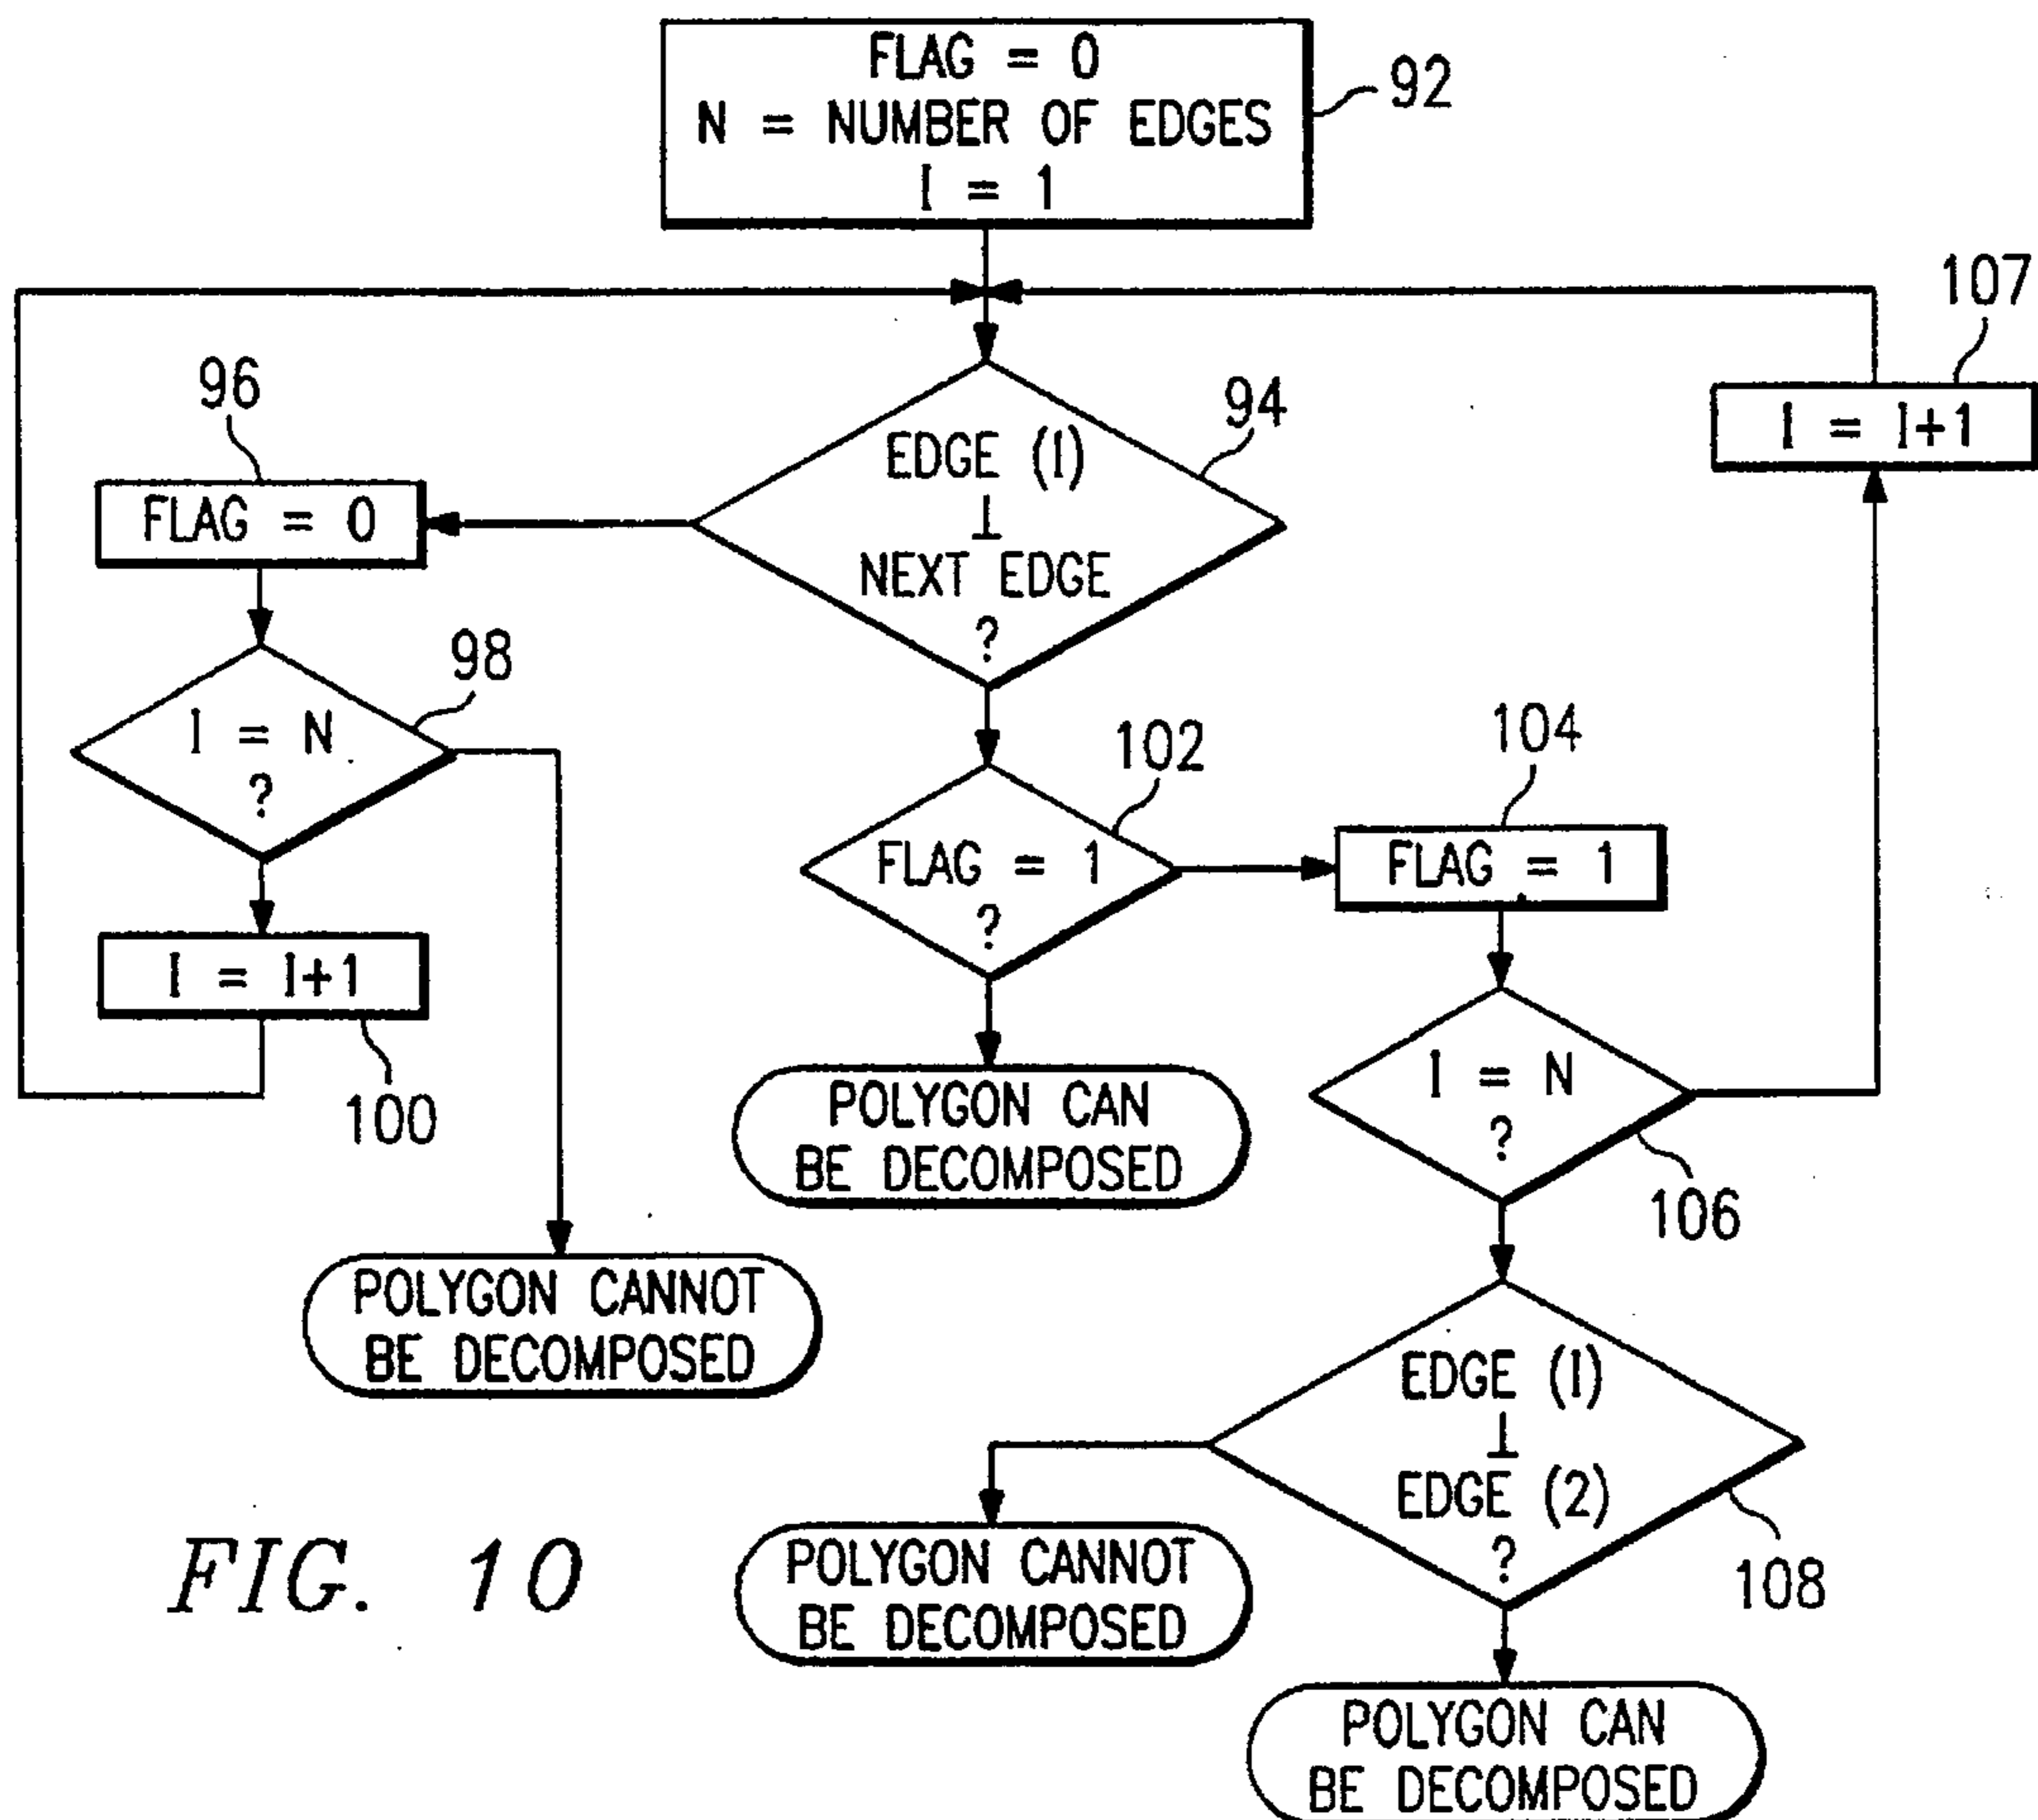 FLAG = 0
N = NUMBER OF EDGES
I = 1
92
107
I = I+1
96
FLAG = 0
94
EDGE (I)
⊥
NEXT EDGE
?
98
I = N
?
102
FLAG = 1
?
104
FLAG = 1
I = I+1
100
POLYGON CAN
BE DECOMPOSED
I = N
?
106
POLYGON CANNOT
BE DECOMPOSED
EDGE (1)
⊥
EDGE (2)
?
108
POLYGON CANNOT
BE DECOMPOSED
POLYGON CAN
BE DECOMPOSED
FIG. 10